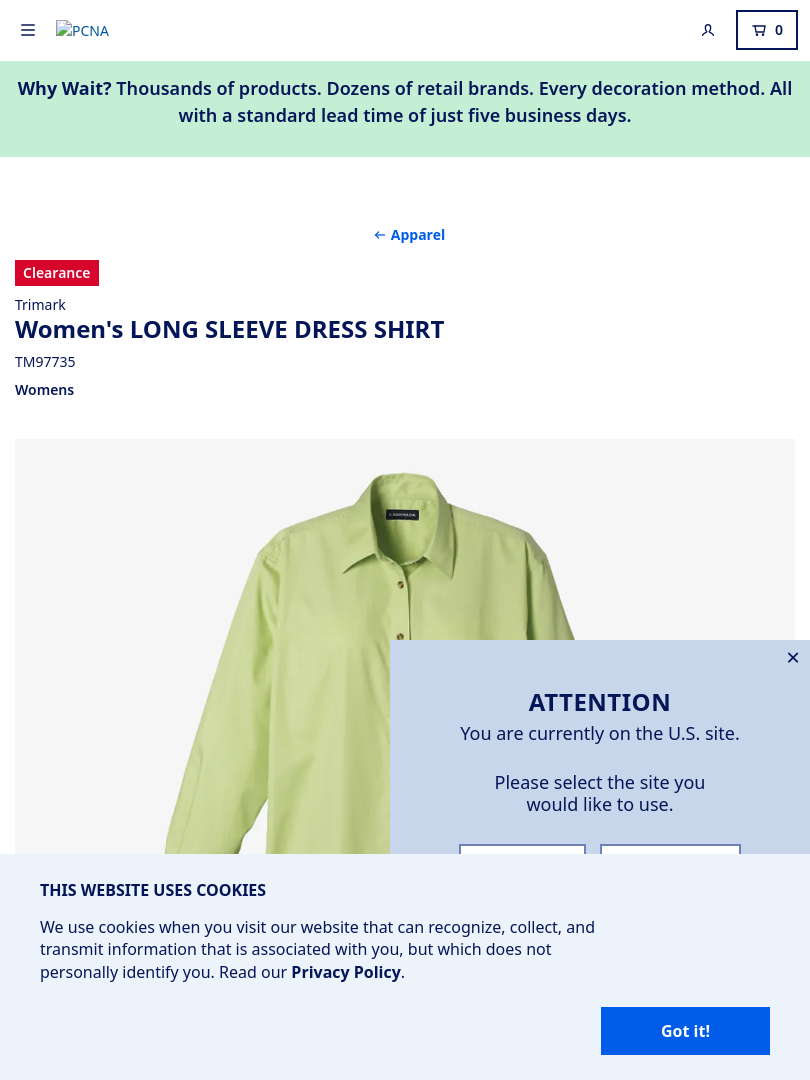 PCNA
0
Why Wait? Thousands of products. Dozens of retail brands. Every decoration method. All
with a standard lead time of just five business days.
← Apparel
Clearance
Trimark
Women's LONG SLEEVE DRESS SHIRT
TM97735
Womens
ATTENTION
You are currently on the U.S. site.
Please select the site you
would like to use.
THIS WEBSITE USES COOKIES
We use cookies when you visit our website that can recognize, collect, and
transmit information that is associated with you, but which does not
personally identify you. Read our Privacy Policy.
Got it!